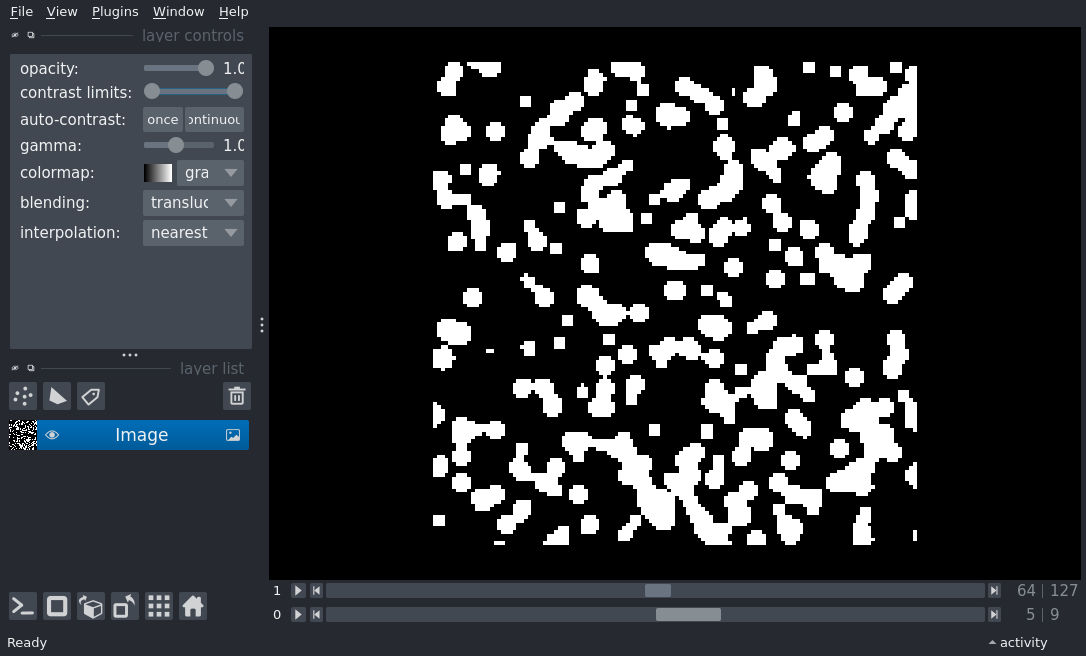 File View Plugins Window Help
layer controls
opacity: 1.0
contrast limits:
auto-contrast: once ontinuou
gamma: 1.0
colormap: gra
blending: transluc
interpolation: nearest
layer list
Image
1 64 | 127
0 5 | 9
Ready activity